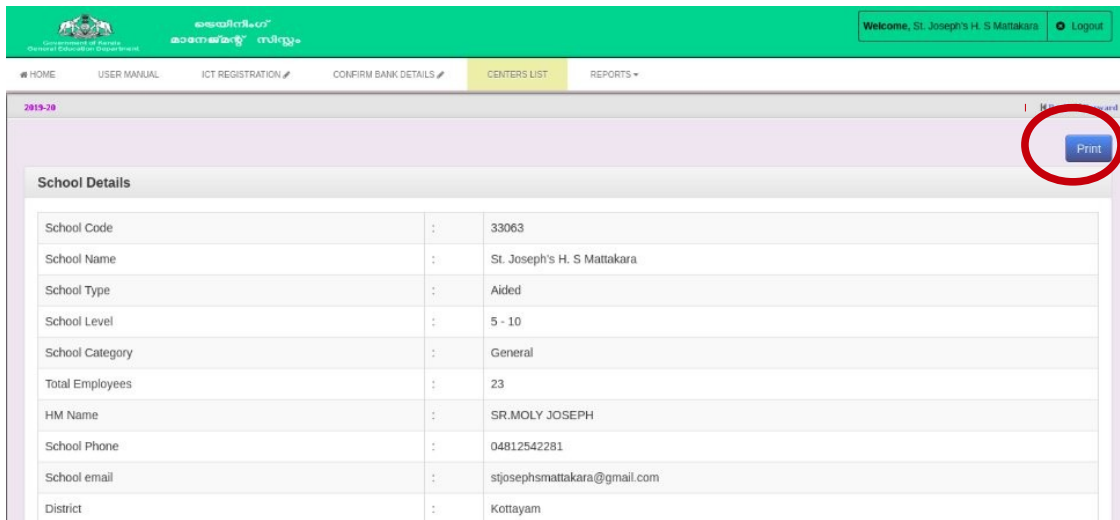 ട്രെയിനിംഗ്
മാനേജ്മന്റ് സിസ്റ്റം
Government of Kerala
General Education Department
Welcome, St. Joseph's H. S Mattakara
Logout
HOME USER MANUAL ICT REGISTRATION CONFIRM BANK DETAILS CENTERS LIST REPORTS
2019-20
Print
School Details
School Code : 33063
School Name : St. Joseph's H. S Mattakara
School Type : Aided
School Level : 5 - 10
School Category : General
Total Employees : 23
HM Name : SR.MOLY JOSEPH
School Phone : 04812542281
School email : stjosephsmattakara@gmail.com
District : Kottayam